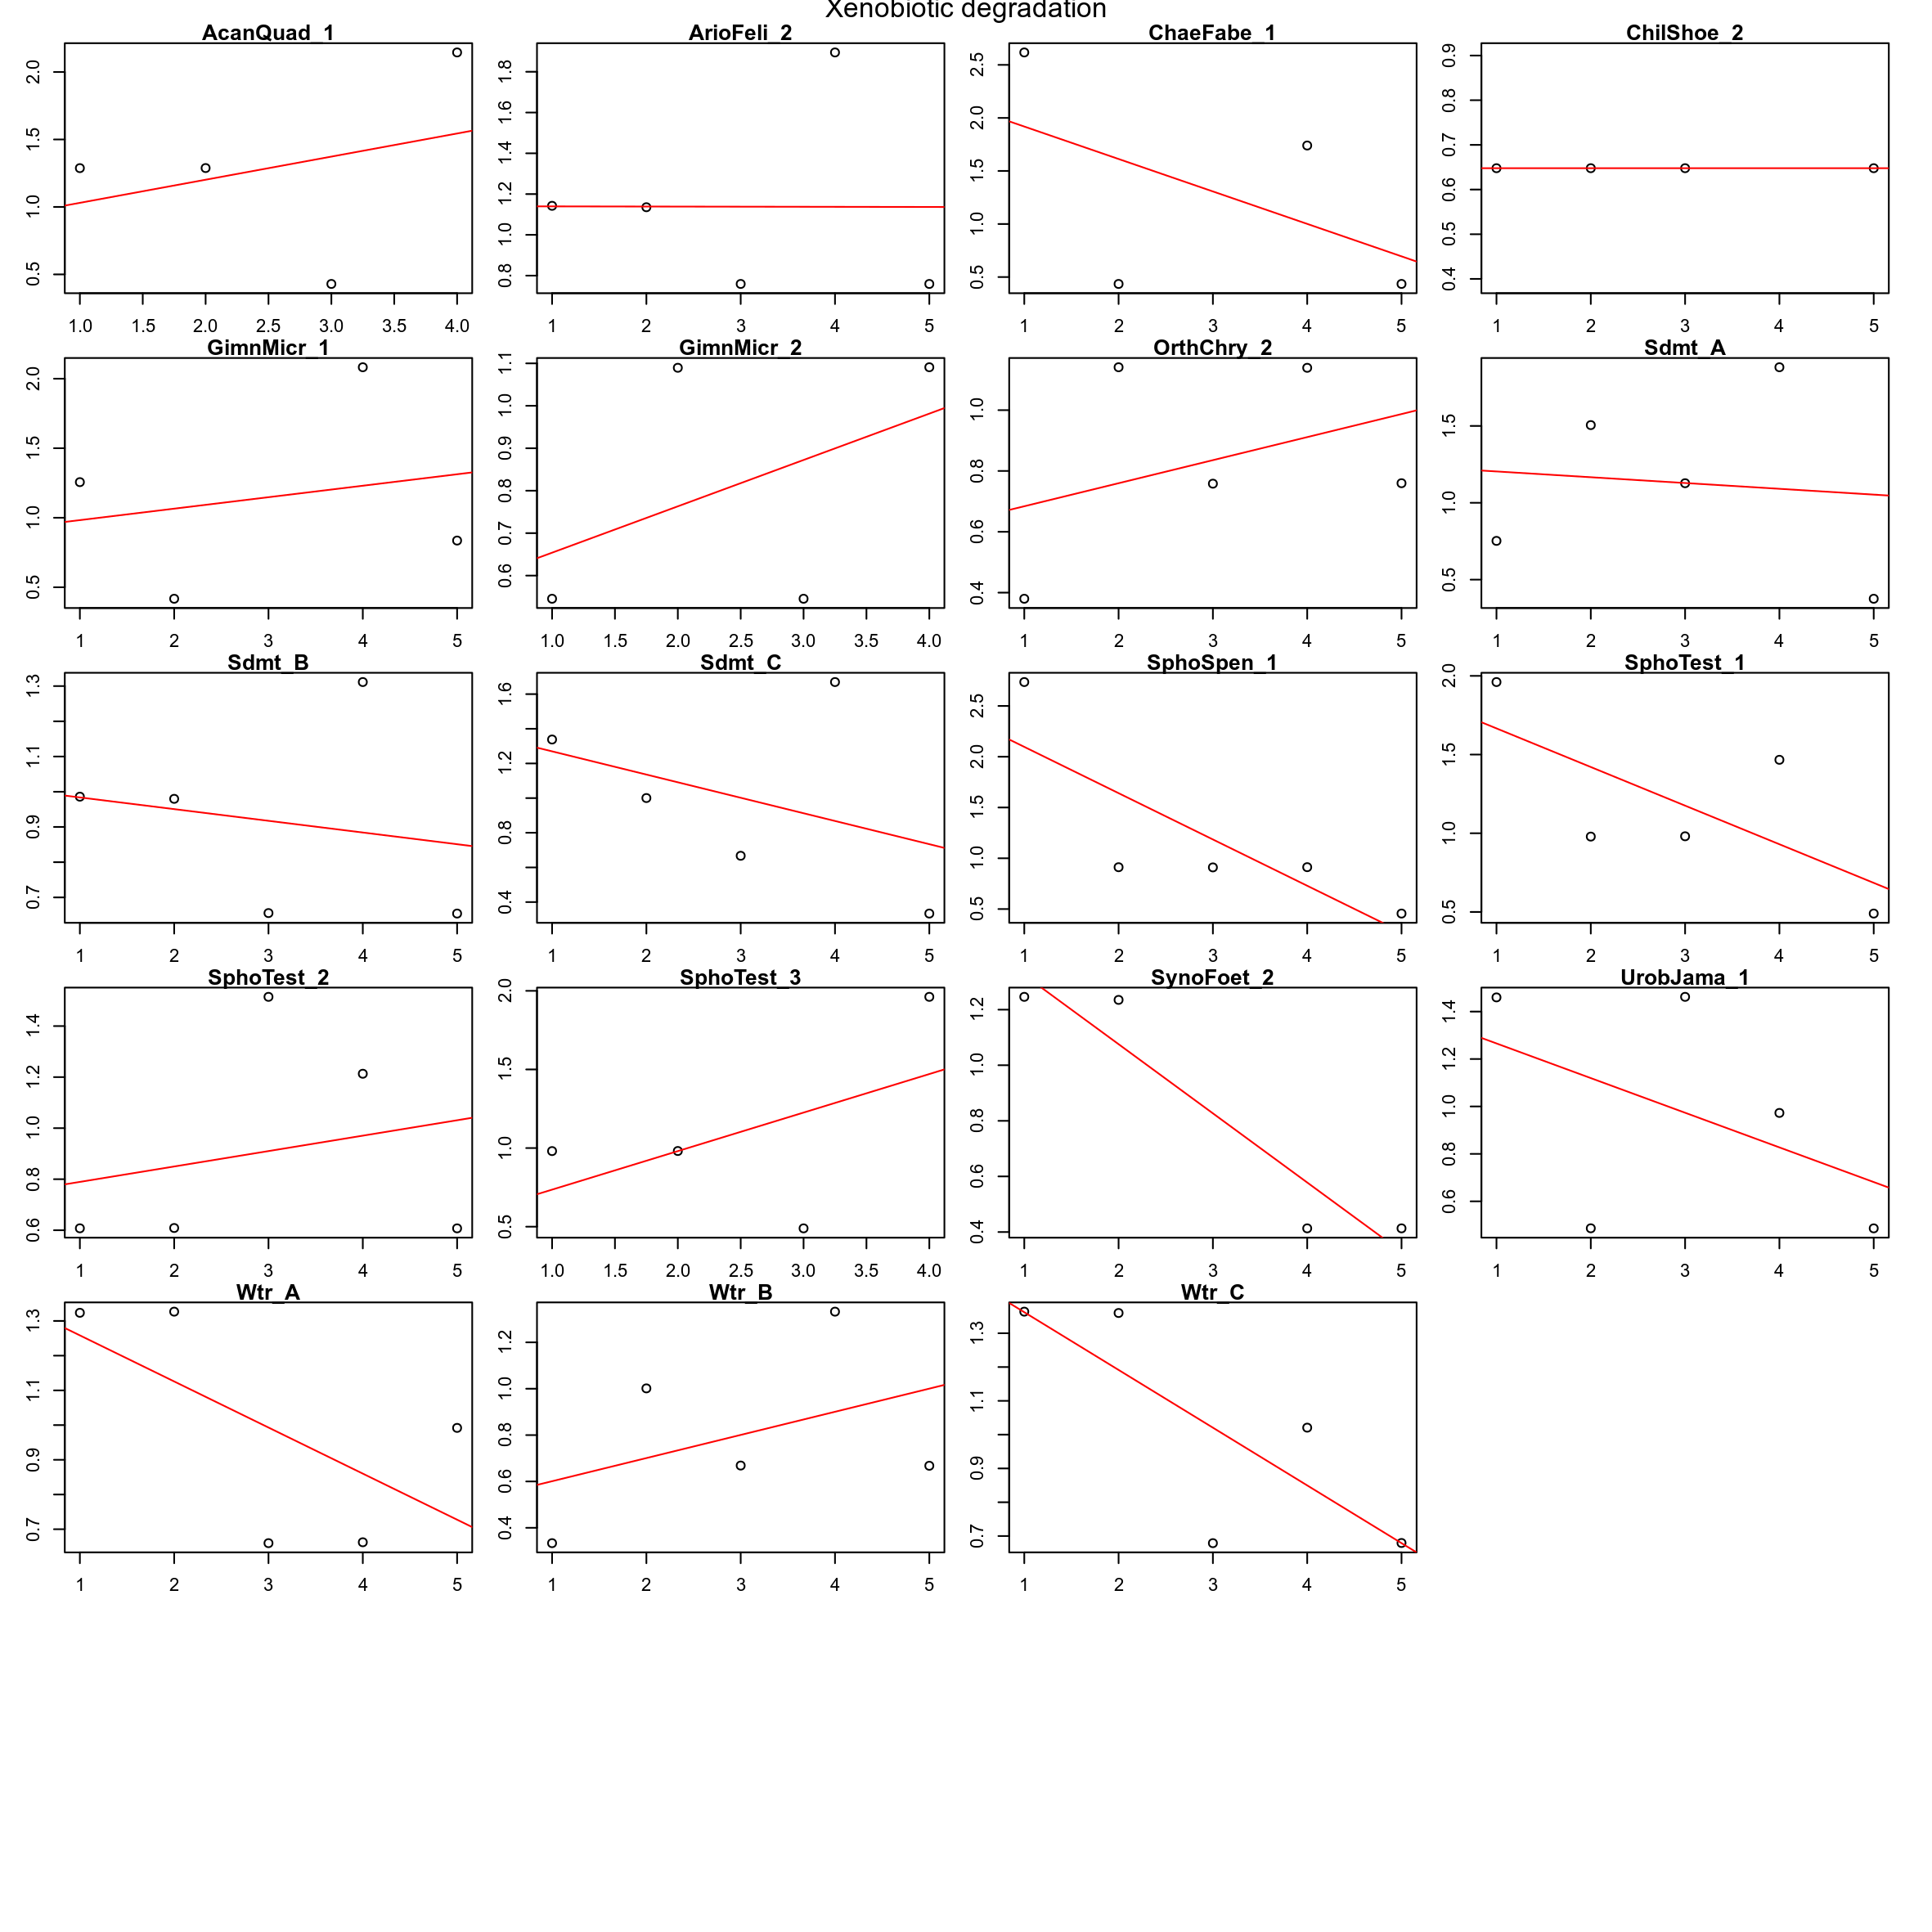 Xenobiotic degradation
AcanQuad_1 ArioFeli_2 ChaeFabe_1 ChilShoe_2
0.5 1.0 1.5 2.0
1.0 1.5 2.0 2.5 3.0 3.5 4.0
0.8 1.0 1.2 1.4 1.6 1.8
1 2 3 4 5
0.5 1.0 1.5 2.0 2.5
1 2 3 4 5
0.4 0.5 0.6 0.7 0.8 0.9
1 2 3 4 5
GimnMicr_1 GimnMicr_2 OrthChry_2 Sdmt_A
0.5 1.0 1.5 2.0
1 2 3 4 5
0.6 0.7 0.8 0.9 1.0 1.1
1.0 1.5 2.0 2.5 3.0 3.5 4.0
0.4 0.6 0.8 1.0
1 2 3 4 5
0.5 1.0 1.5
1 2 3 4 5
Sdmt_B Sdmt_C SphoSpen_1 SphoTest_1
0.7 0.9 1.1 1.3
1 2 3 4 5
0.4 0.8 1.2 1.6
1 2 3 4 5
0.5 1.0 1.5 2.0 2.5
1 2 3 4 5
0.5 1.0 1.5 2.0
1 2 3 4 5
SphoTest_2 SphoTest_3 SynoFoet_2 UrobJama_1
0.6 0.8 1.0 1.2 1.4
1 2 3 4 5
0.5 1.0 1.5 2.0
1.0 1.5 2.0 2.5 3.0 3.5 4.0
0.4 0.6 0.8 1.0 1.2
1 2 3 4 5
0.6 0.8 1.0 1.2 1.4
1 2 3 4 5
Wtr_A Wtr_B Wtr_C
0.7 0.9 1.1 1.3
1 2 3 4 5
0.4 0.6 0.8 1.0 1.2
1 2 3 4 5
0.7 0.9 1.1 1.3
1 2 3 4 5